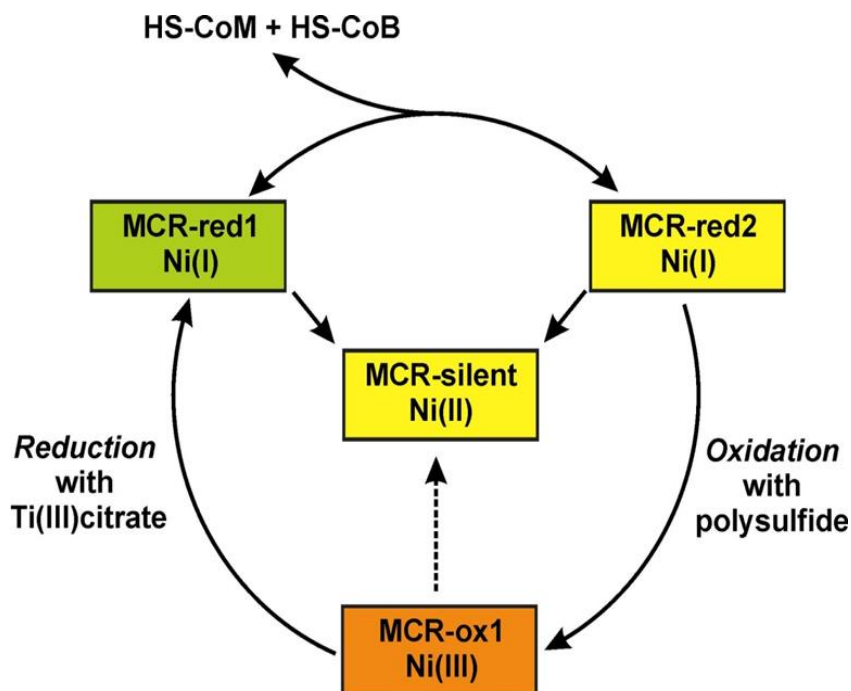 HS-CoM + HS-CoB
MCR-red1
Ni(I)
MCR-red2
Ni(I)
MCR-silent
Ni(II)
Reduction
with
Ti(III)citrate
Oxidation
with
polysulfide
MCR-ox1
Ni(III)